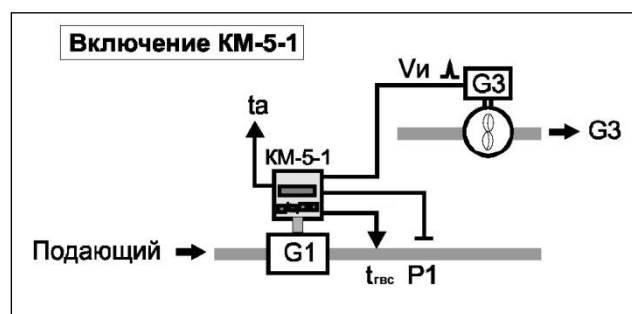 Включение КМ-5-1
Vи
G3
ta
G3
КМ-5-1
Подающий
G1
tгвс
P1